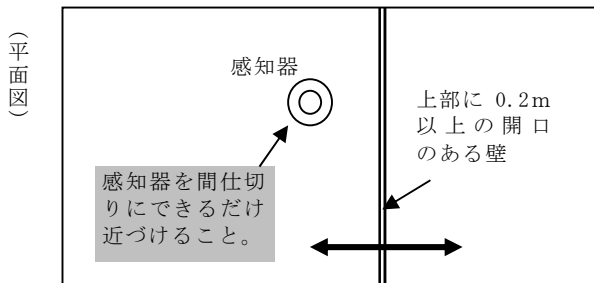 （平面図）
感知器
上部に 0.2m
以上の開口
のある壁
感知器を間仕切
りにできるだけ
近づけること。